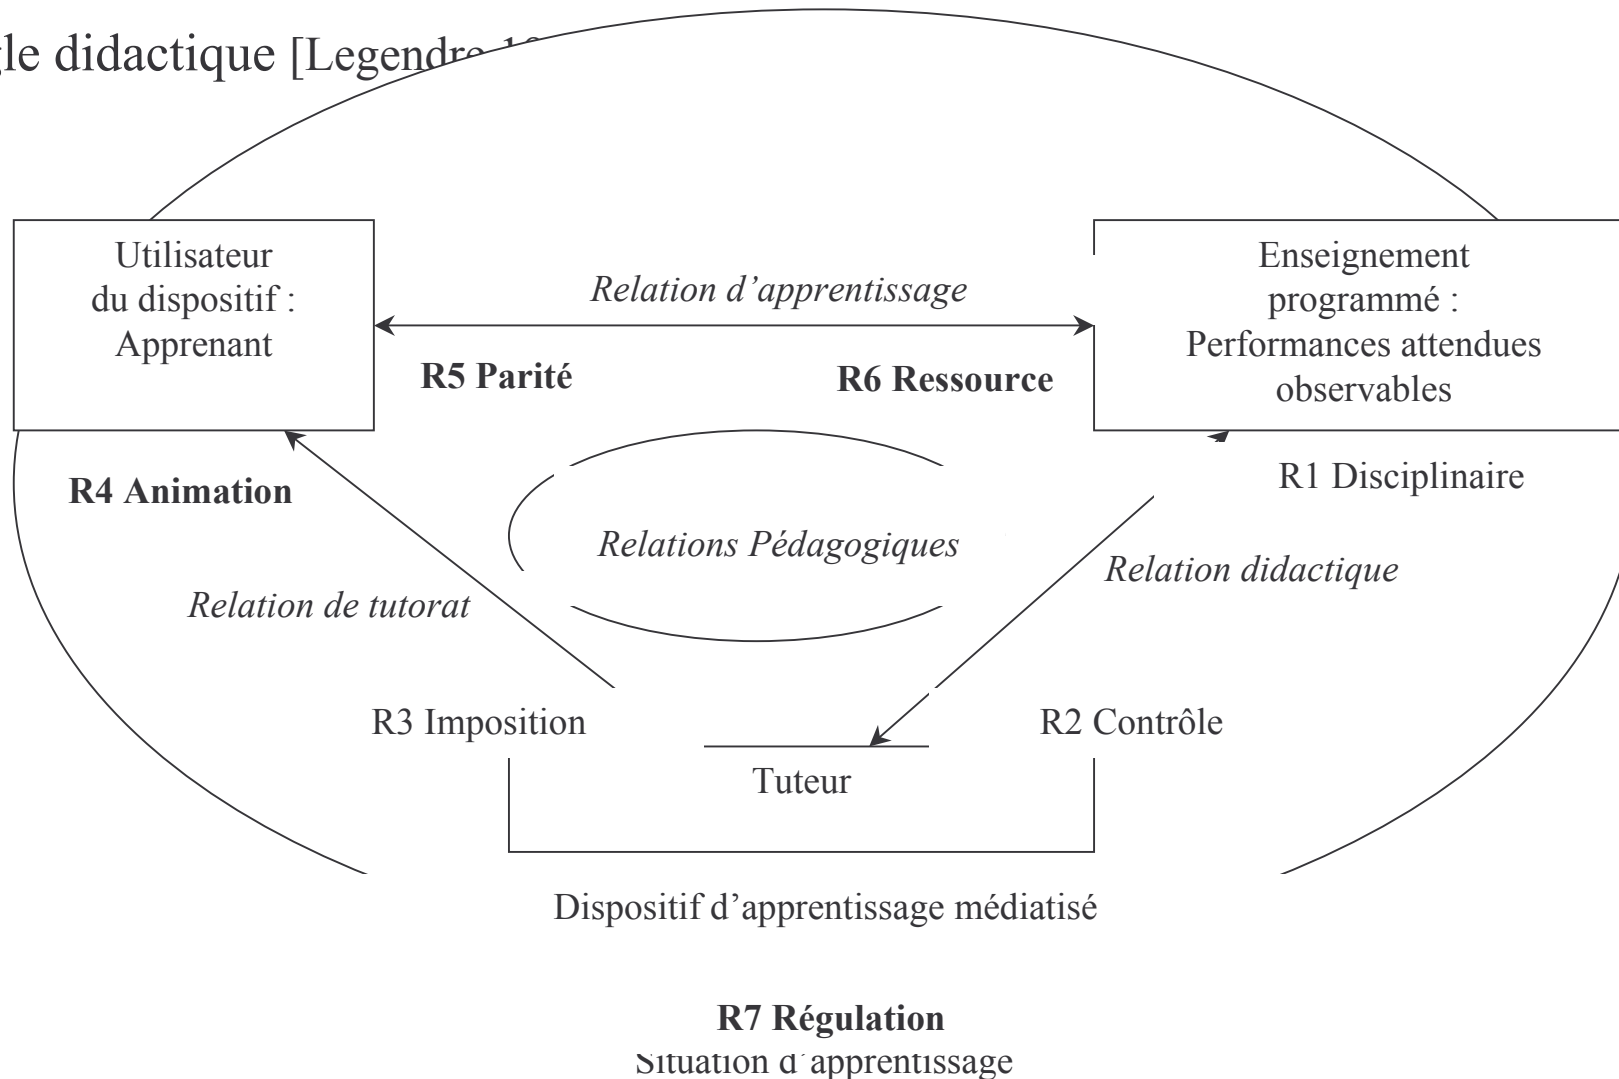 didactique [Legendre
Utilisateur
du dispositif :
Apprenant
Enseignement
programmé :
Performances attendues
observables
Relation d’apprentissage
R5 Parité
R6 Ressource
R4 Animation
R1 Disciplinaire
Relations Pédagogiques
Relation didactique
Relation de tutorat
R3 Imposition
R2 Contrôle
Tuteur
Dispositif d’apprentissage médiatisé
R7 Régulation
Situation d’apprentissage